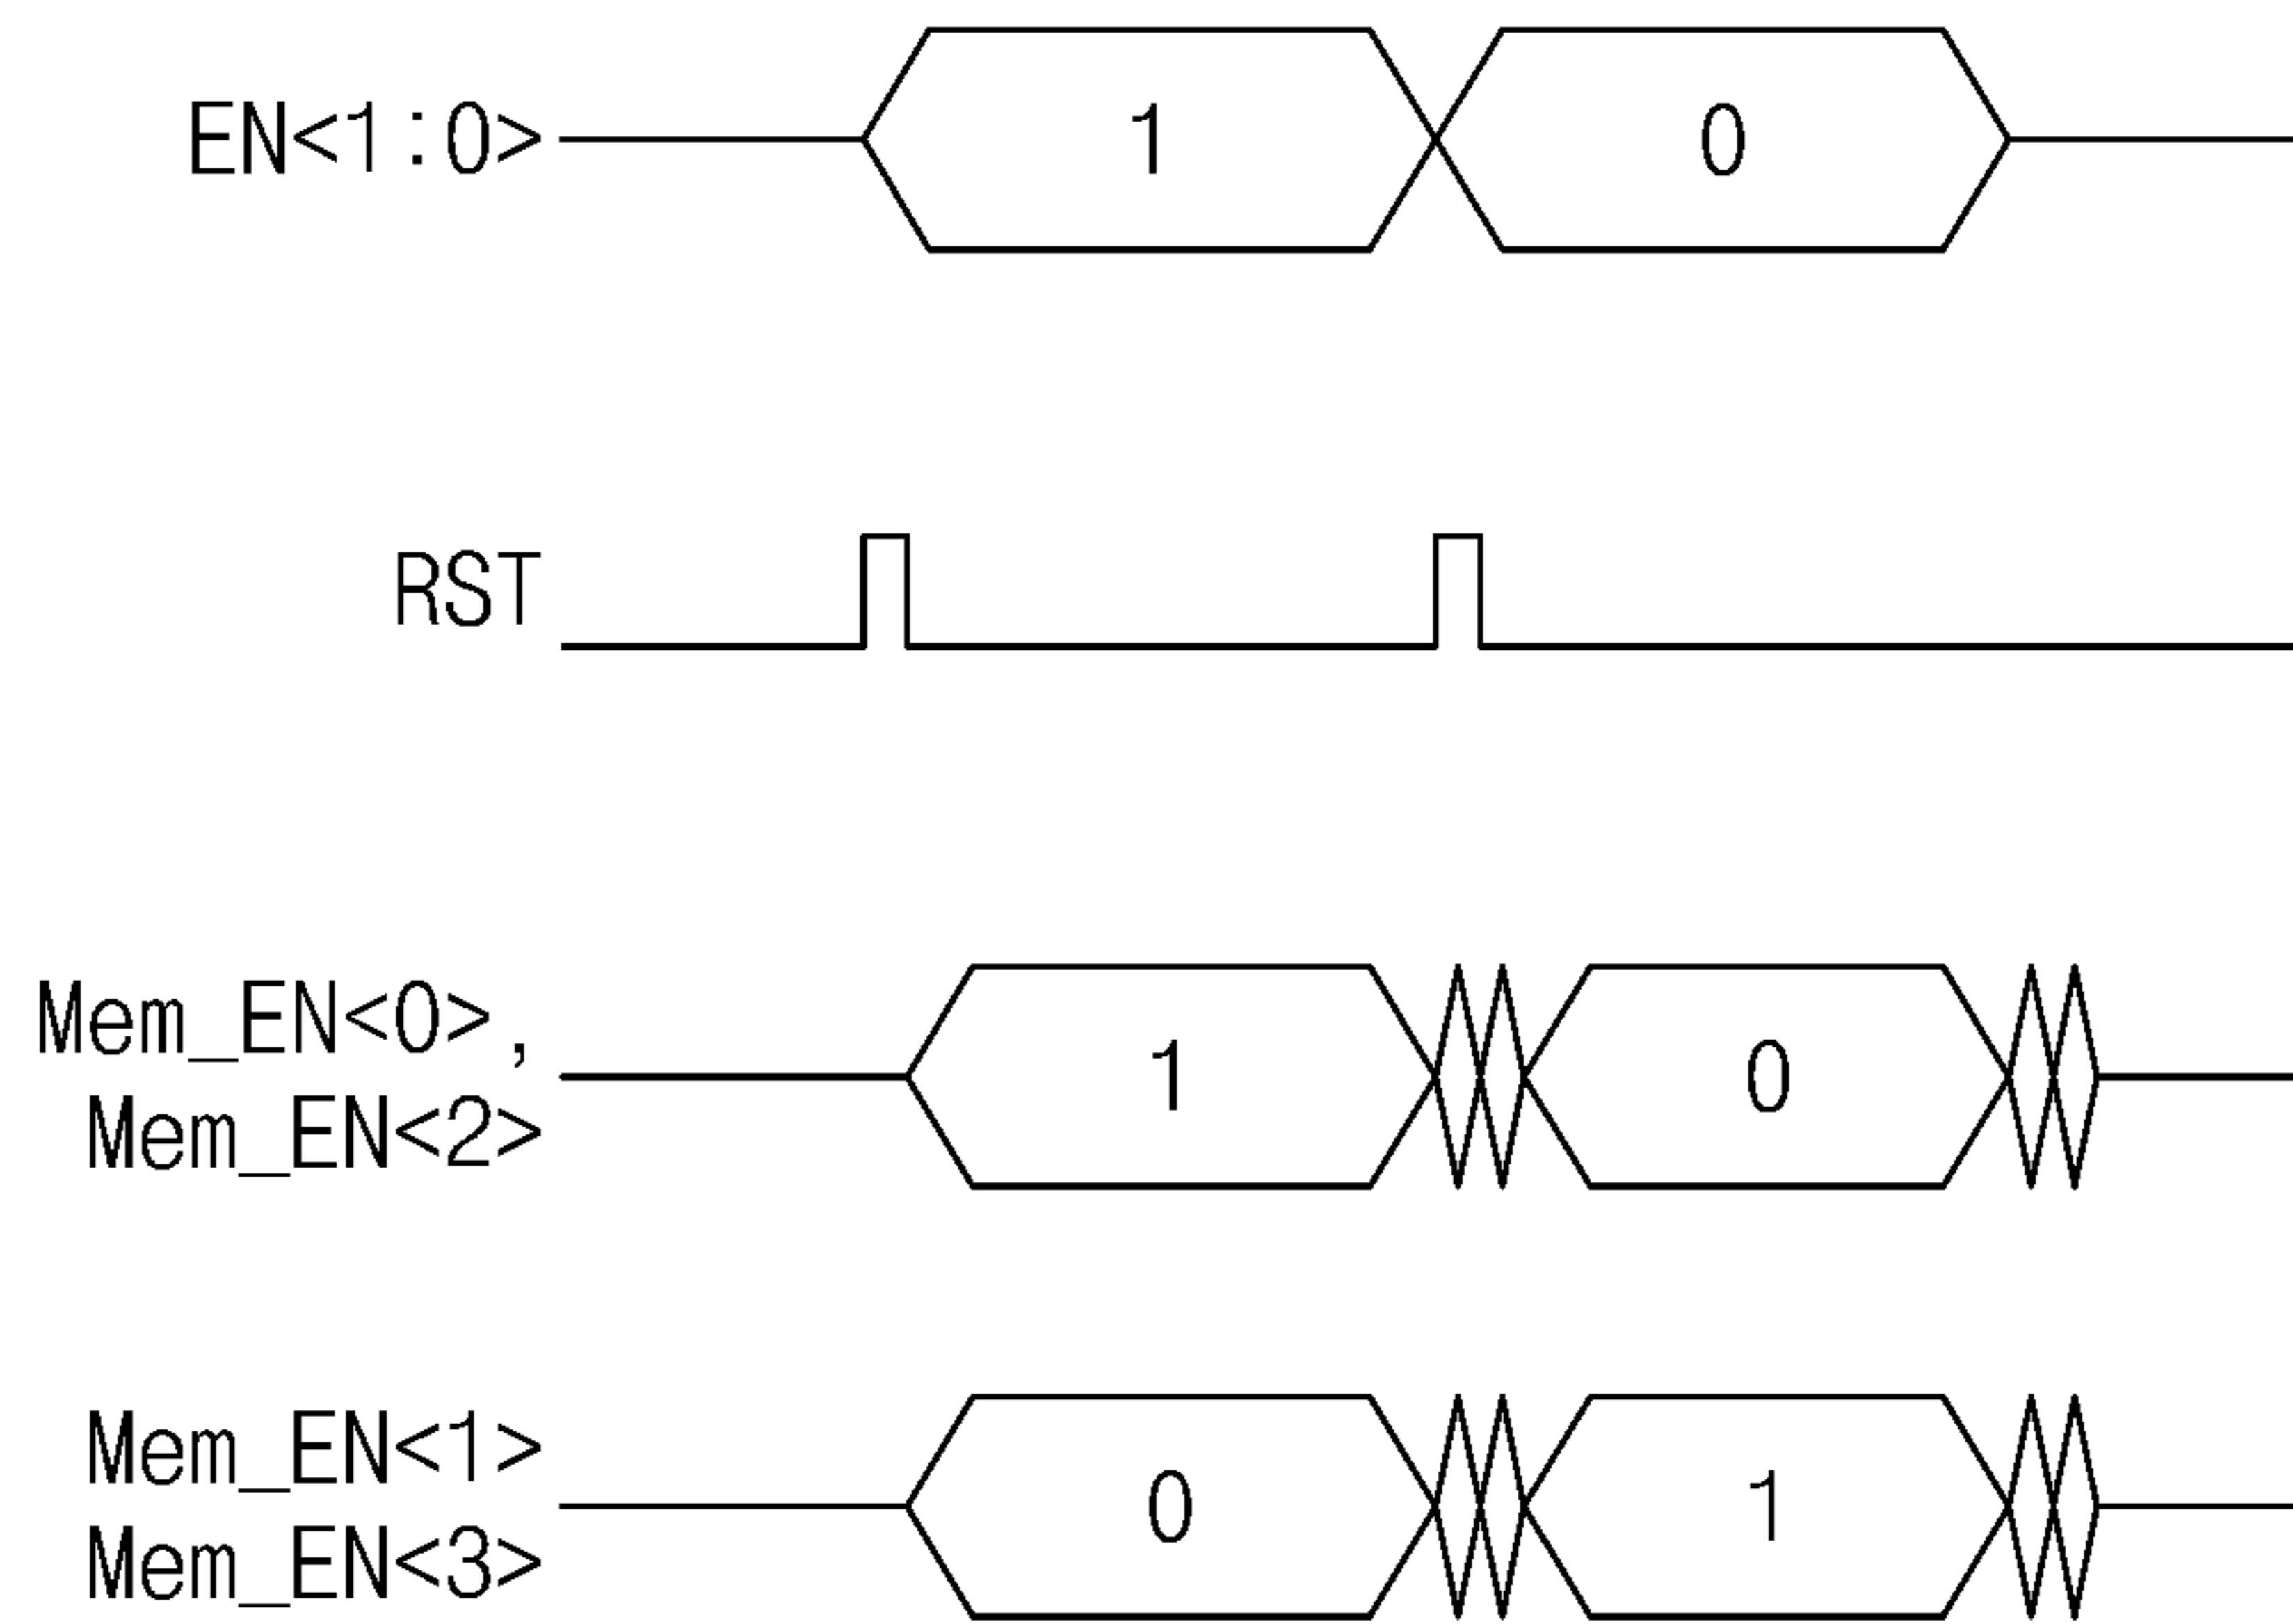 EN<1:0>
1
0
RST
Mem_EN<0>,
Mem_EN<2>
1
0
Mem_EN<1>
Mem_EN<3>
0
1